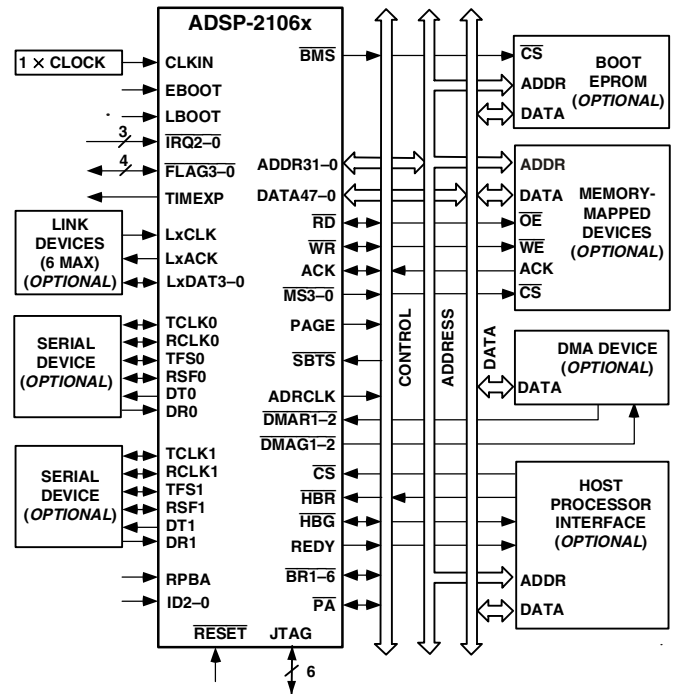 ADSP-2106x
1 × CLOCK
CLKIN
EBOOT
LBOOT
3
IRQ2–0
4
FLAG3–0
TIMEXP
LINK
DEVICES
(6 MAX)
(OPTIONAL)
LxCLK
LxACK
LxDAT3–0
SERIAL
DEVICE
(OPTIONAL)
TCLK0
RCLK0
TFS0
RSF0
DT0
DR0
SERIAL
DEVICE
(OPTIONAL)
TCLK1
RCLK1
TFS1
RSF1
DT1
DR1
RPBA
ID2–0
RESET
JTAG
6
BMS
ADDR31–0
DATA47–0
RD
WR
ACK
MS3–0
PAGE
SBTS
ADRCLK
DMAR1–2
DMAG1–2
CS
HBR
HBG
REDY
BR1–6
PA
CONTROL
ADDRESS
DATA
CS
ADDR
DATA
BOOT
EPROM
(OPTIONAL)
ADDR
DATA
OE
WE
ACK
CS
MEMORY-
MAPPED
DEVICES
(OPTIONAL)
DMA DEVICE
(OPTIONAL)
DATA
HOST
PROCESSOR
INTERFACE
(OPTIONAL)
ADDR
DATA